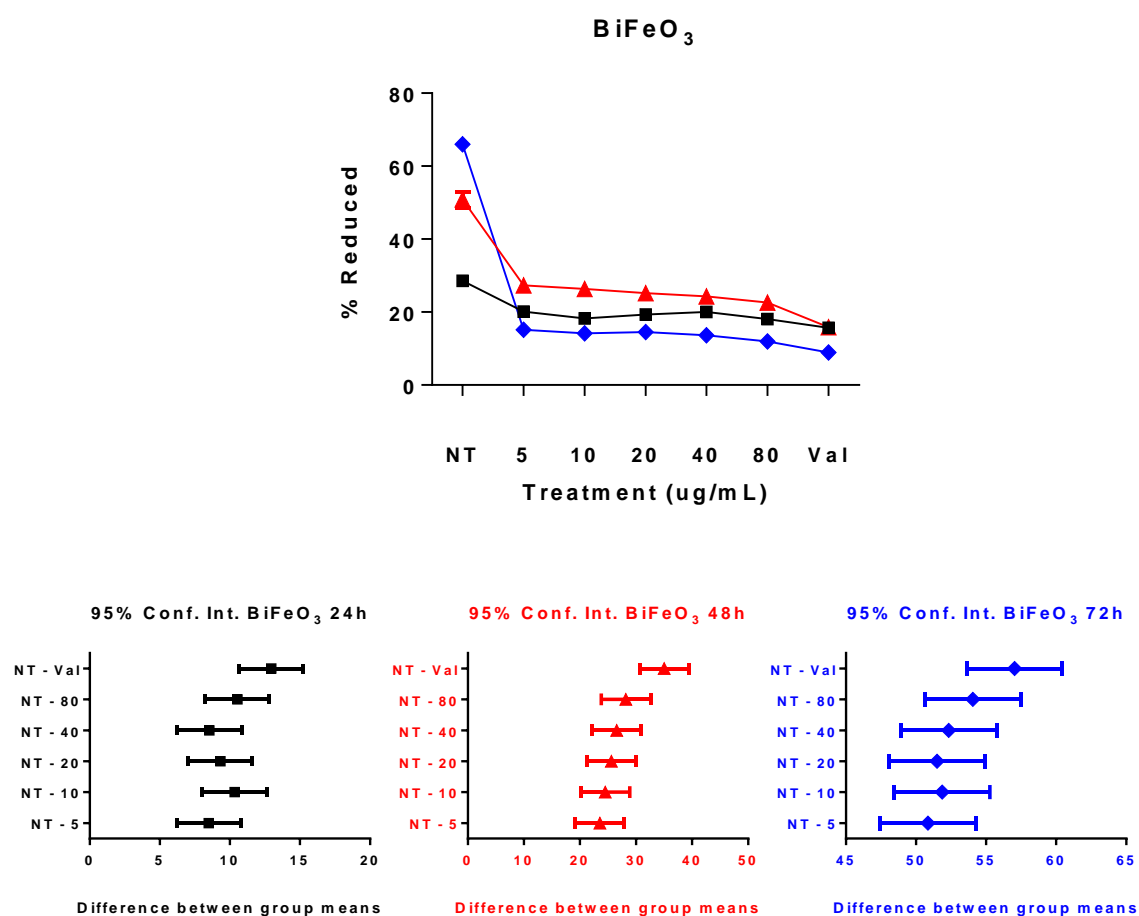 BiFeO3
80
60
40
20
0
% Reduced
NT 5 10 20 40 80 Val
Treatment (ug/mL)
95% Conf. Int. BiFeO3 24h
NT - Val
NT - 80
NT - 40
NT - 20
NT - 10
NT - 5
0 5 10 15 20
Difference between group means
95% Conf. Int. BiFeO3 48h
NT - Val
NT - 80
NT - 40
NT - 20
NT - 10
NT - 5
0 10 20 30 40 50
Difference between group means
95% Conf. Int. BiFeO3 72h
NT - Val
NT - 80
NT - 40
NT - 20
NT - 10
NT - 5
45 50 55 60 65
Difference between group means